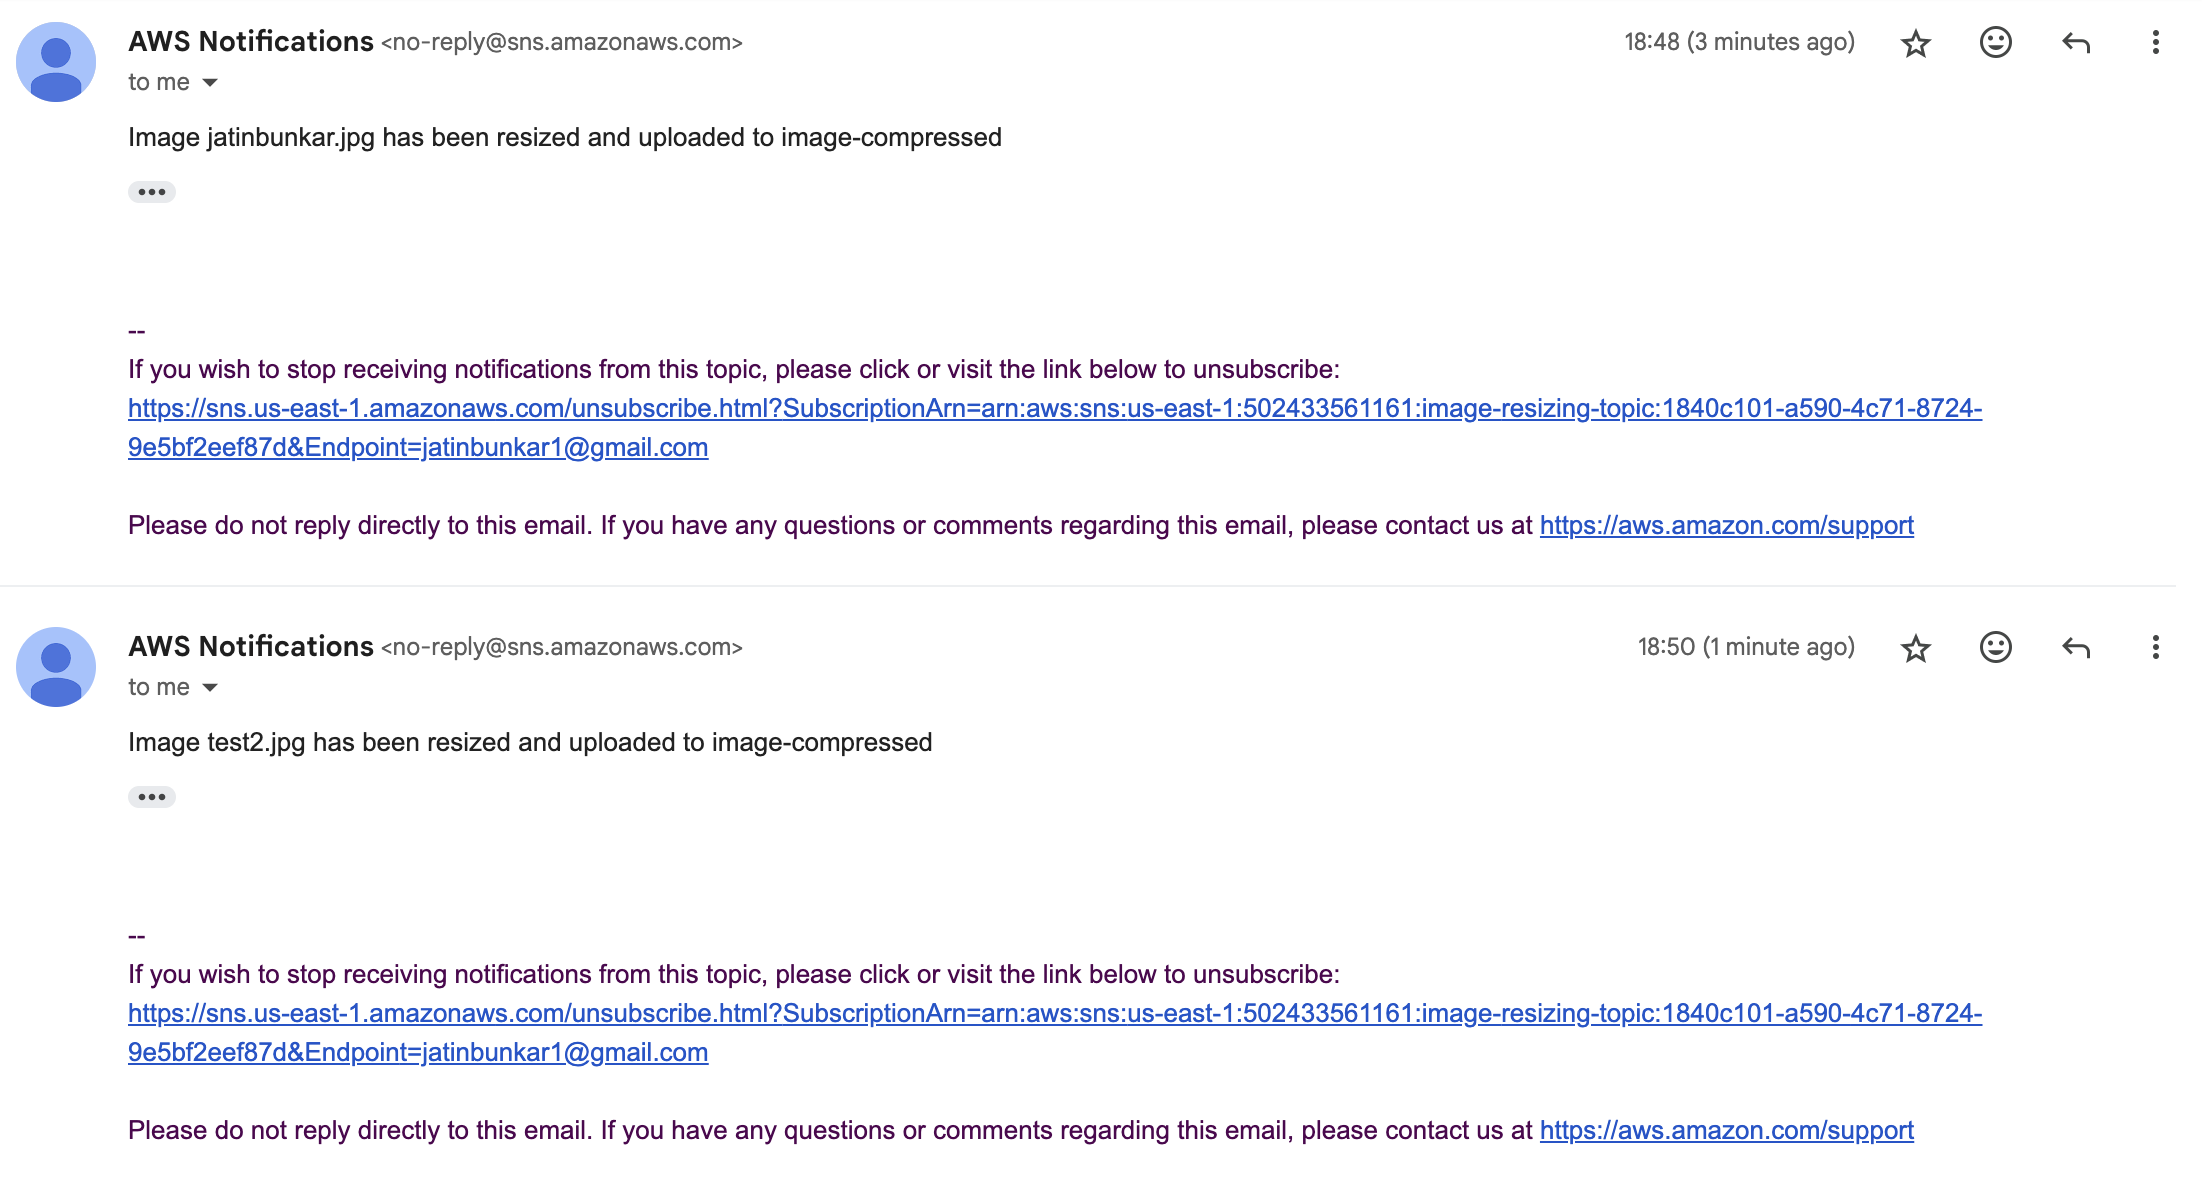 AWS Notifications <no-reply@sns.amazonaws.com> 18:48 (3 minutes ago)
to me
Image jatinbunkar.jpg has been resized and uploaded to image-compressed
--
If you wish to stop receiving notifications from this topic, please click or visit the link below to unsubscribe:
https://sns.us-east-1.amazonaws.com/unsubscribe.html?SubscriptionArn=arn:aws:sns:us-east-1:502433561161:image-resizing-topic:1840c101-a590-4c71-8724-
9e5bf2eef87d&Endpoint=jatinbunkar1@gmail.com
Please do not reply directly to this email. If you have any questions or comments regarding this email, please contact us at https://aws.amazon.com/support
AWS Notifications <no-reply@sns.amazonaws.com> 18:50 (1 minute ago)
to me
Image test2.jpg has been resized and uploaded to image-compressed
--
If you wish to stop receiving notifications from this topic, please click or visit the link below to unsubscribe:
https://sns.us-east-1.amazonaws.com/unsubscribe.html?SubscriptionArn=arn:aws:sns:us-east-1:502433561161:image-resizing-topic:1840c101-a590-4c71-8724-
9e5bf2eef87d&Endpoint=jatinbunkar1@gmail.com
Please do not reply directly to this email. If you have any questions or comments regarding this email, please contact us at https://aws.amazon.com/support